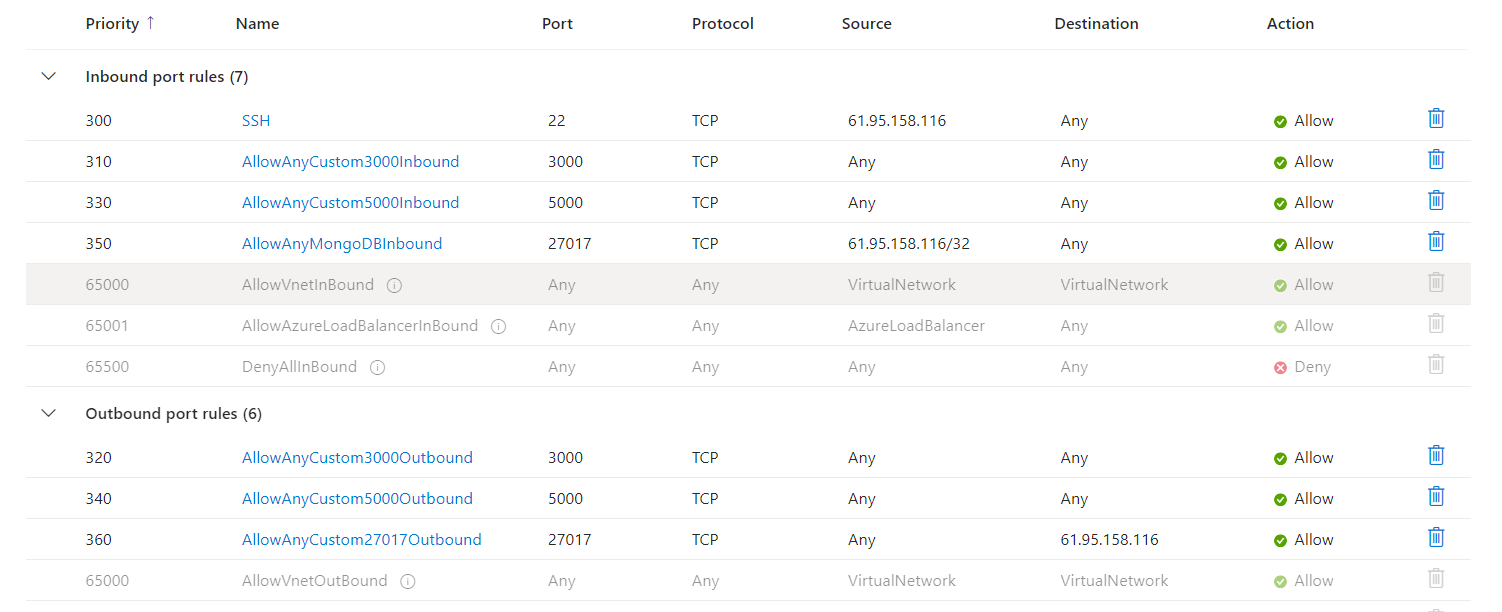 Priority ↑ Name Port Protocol Source Destination Action
Inbound port rules (7)
300 SSH 22 TCP 61.95.158.116 Any Allow
310 AllowAnyCustom3000Inbound 3000 TCP Any Any Allow
330 AllowAnyCustom5000Inbound 5000 TCP Any Any Allow
350 AllowAnyMongoDBInbound 27017 TCP 61.95.158.116/32 Any Allow
65000 AllowVnetInBound Any Any VirtualNetwork VirtualNetwork Allow
65001 AllowAzureLoadBalancerInBound Any Any AzureLoadBalancer Any Allow
65500 DenyAllInBound Any Any Any Any Deny
Outbound port rules (6)
320 AllowAnyCustom3000Outbound 3000 TCP Any Any Allow
340 AllowAnyCustom5000Outbound 5000 TCP Any Any Allow
360 AllowAnyCustom27017Outbound 27017 TCP Any 61.95.158.116 Allow
65000 AllowVnetOutBound Any Any VirtualNetwork VirtualNetwork Allow